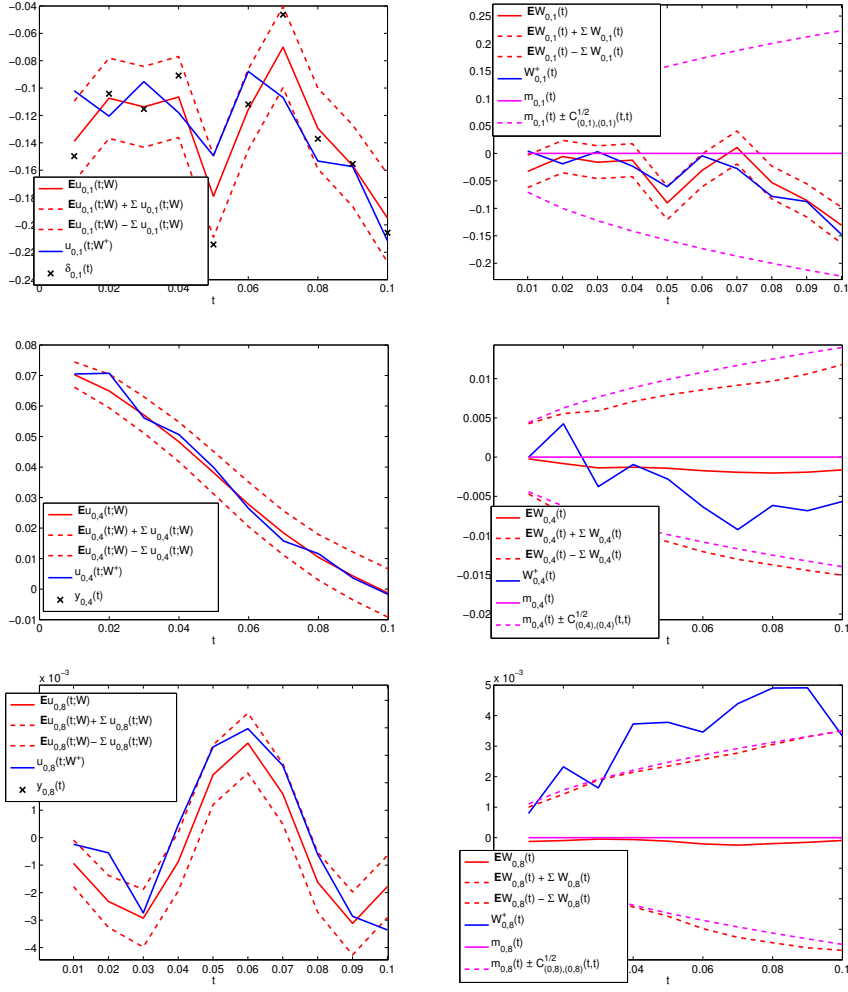 −0.04
−0.06
−0.08
−0.1
−0.12
−0.14
−0.16
−0.18
−0.2
−0.22
−0.24
0 0.02 0.04 0.06 0.08 0.1
t
Eu0,1(t;W)
Eu0,1(t;W) + Σ u0,1(t;W)
Eu0,1(t;W) − Σ u0,1(t;W)
u0,1(t;W+)
δ0,1(t)
0.25
0.2
0.15
0.1
0.05
0
−0.05
−0.1
−0.15
−0.2
0.01 0.02 0.03 0.04 0.05 0.06 0.07 0.08 0.09 0.1
t
EW0,1(t)
EW0,1(t) + Σ W0,1(t)
EW0,1(t) − Σ W0,1(t)
W+0,1(t)
m0,1(t)
m0,1(t) ± C1/2(0,1),(0,1)(t,t)
0.08
0.07
0.06
0.05
0.04
0.03
0.02
0.01
0
−0.01
0 0.02 0.04 0.06 0.08 0.1
t
Eu0,4(t;W)
Eu0,4(t;W) + Σ u0,4(t;W)
Eu0,4(t;W) − Σ u0,4(t;W)
u0,4(t;W+)
y0,4(t)
0.01
0.005
0
−0.005
−0.01
−0.015
−0.02
0.06 0.07 0.08 0.09 0.1
t
EW0,4(t)
EW0,4(t) + Σ W0,4(t)
EW0,4(t) − Σ W0,4(t)
W+0,4(t)
m0,4(t)
m0,4(t) ± C1/2(0,4),(0,4)(t,t)
x 10−3
0
−1
−2
−3
−4
0.01 0.02 0.03 0.04 0.05 0.06 0.07 0.08 0.09 0.1
t
Eu0,8(t;W)
Eu0,8(t;W)+ Σ u0,8(t;W)
Eu0,8(t;W)− Σ u0,8(t;W)
u0,8(t;W+)
y0,8(t)
x 10−3
5
4
3
2
1
0
0.06 0.07 0.08 0.09 0.1
t
EW0,8(t)
EW0,8(t) + Σ W0,8(t)
EW0,8(t) − Σ W0,8(t)
W+0,8(t)
m0,8(t)
m0,8(t) ± C1/2(0,8),(0,8)(t,t)